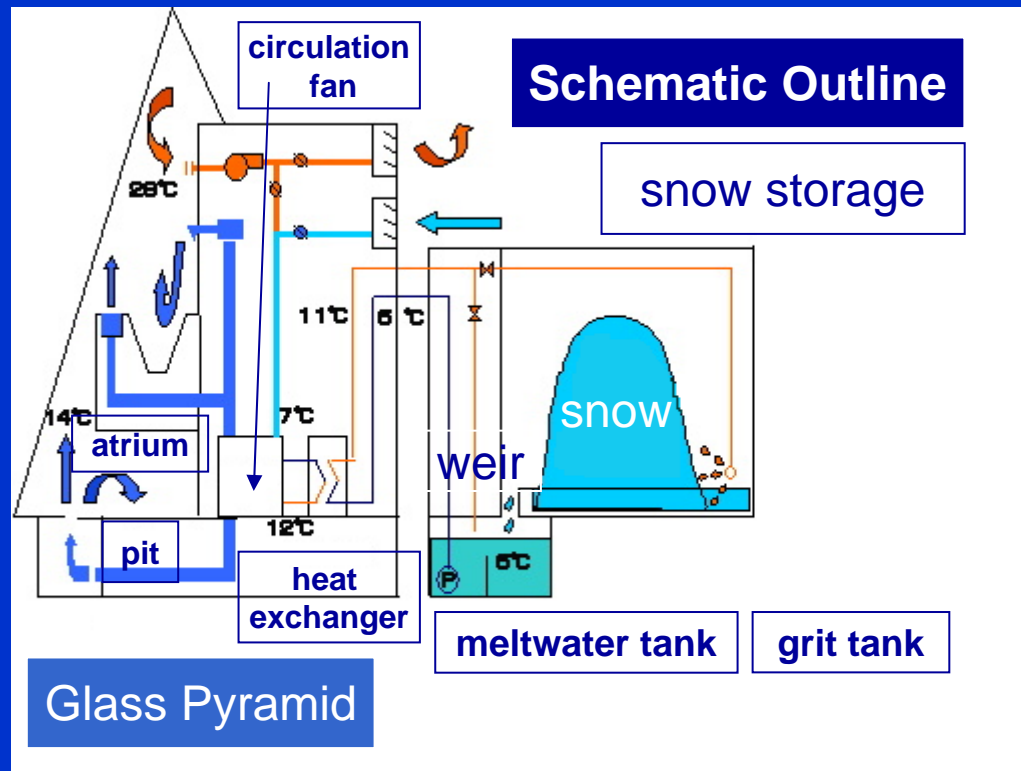 circulation
fan
Schematic Outline
snow storage
28℃
11℃
6 ℃
snow
14℃
7℃
atrium
weir
12℃
pit
6℃
P
heat
exchanger
meltwater tank
grit tank
Glass Pyramid